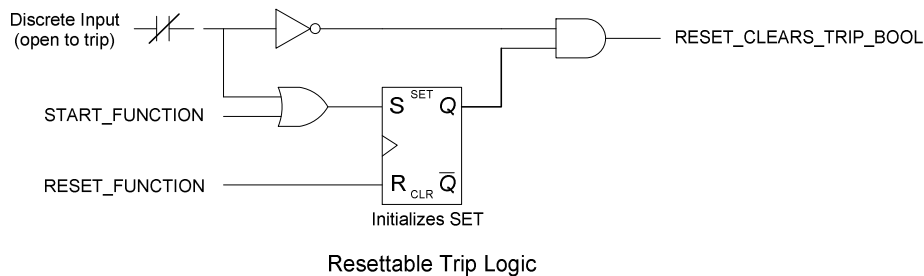 Discrete Input
(open to trip)
RESET_CLEARS_TRIP_BOOL
START_FUNCTION
S SET Q
RESET_FUNCTION
R CLR Q̅
Initializes SET
Resettable Trip Logic